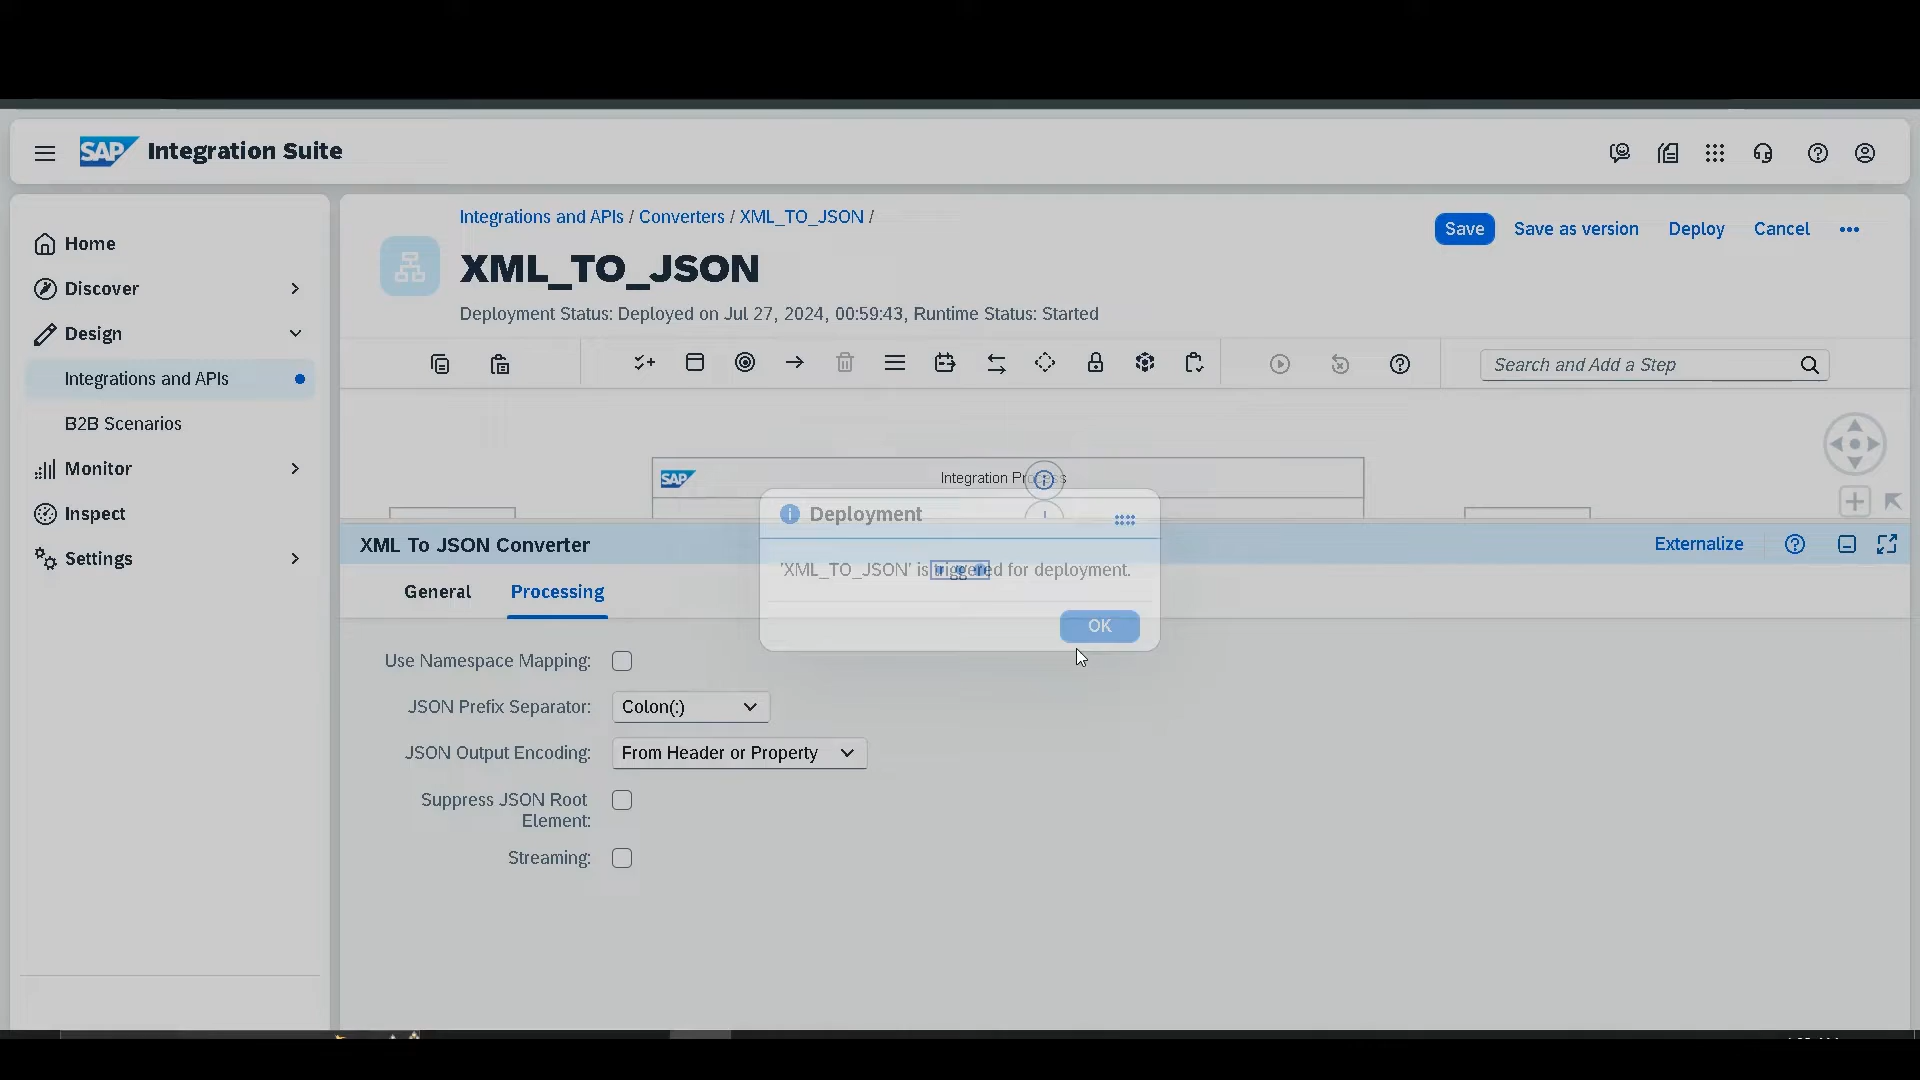 SAP Integration Suite
Home
Discover
Design
Integrations and APIs
B2B Scenarios
Monitor
Inspect
Settings
Integrations and APIs / Converters / XML_TO_JSON /
XML_TO_JSON
Deployment Status: Deployed on Jul 27, 2024, 00:59:43, Runtime Status: Started
Save Save as version Deploy Cancel
Search and Add a Step
SAP
Integration Process
Deployment
'XML_TO_JSON' is triggered for deployment.
OK
XML To JSON Converter
Externalize
General Processing
Use Namespace Mapping:
JSON Prefix Separator: Colon(:)
JSON Output Encoding: From Header or Property
Suppress JSON Root
Element:
Streaming: